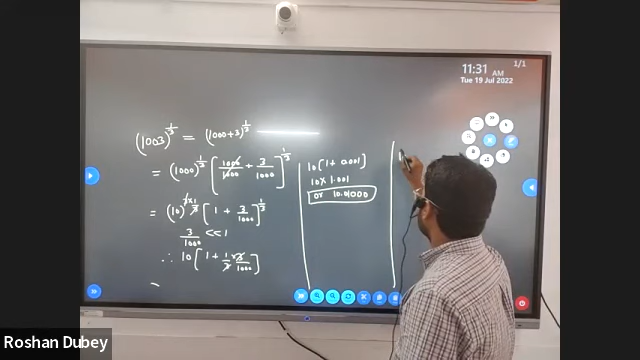 11:31 AM
1/1
Tue 19 Jul 2022
(1003)^{1/3} = (1000+3)^{1/3}
= (1000)^{1/3} [1000/1000 + 3/1000]^{1/3}
= (10)^{3×1/3} [1 + 3/1000]^{1/3}
3/1000 << 1
∴ 10[1 + 1/3 × 3/1000]
=
10[1 + 0.001]
10 × 1.001
or 10.01000
Roshan Dubey